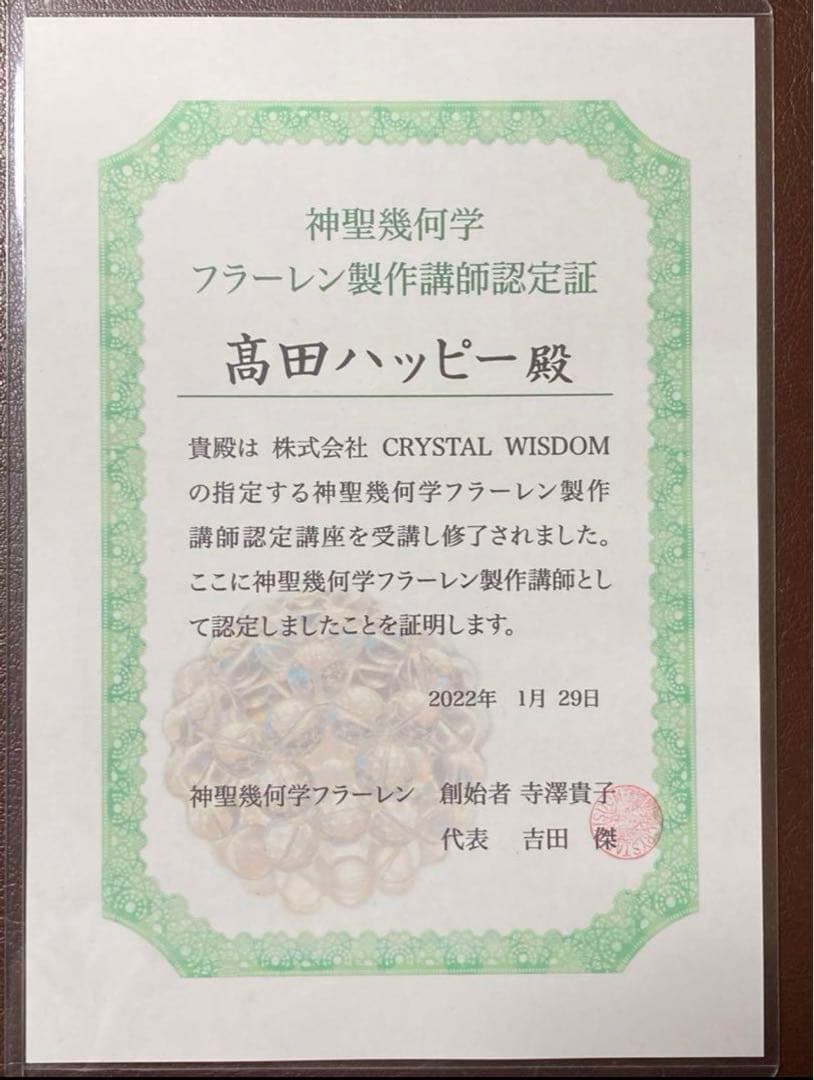 神聖幾何学
フラーレン製作講師認定証
髙田ハッピー殿
貴殿は 株式会社 CRYSTAL WISDOM
の指定する神聖幾何学フラーレン製作
講師認定講座を受講し修了されました。
ここに神聖幾何学フラーレン製作講師とし
て認定しましたことを証明します。
2022年 1月 29日
神聖幾何学フラーレン 創始者 寺澤貴子
代表 吉田 傑